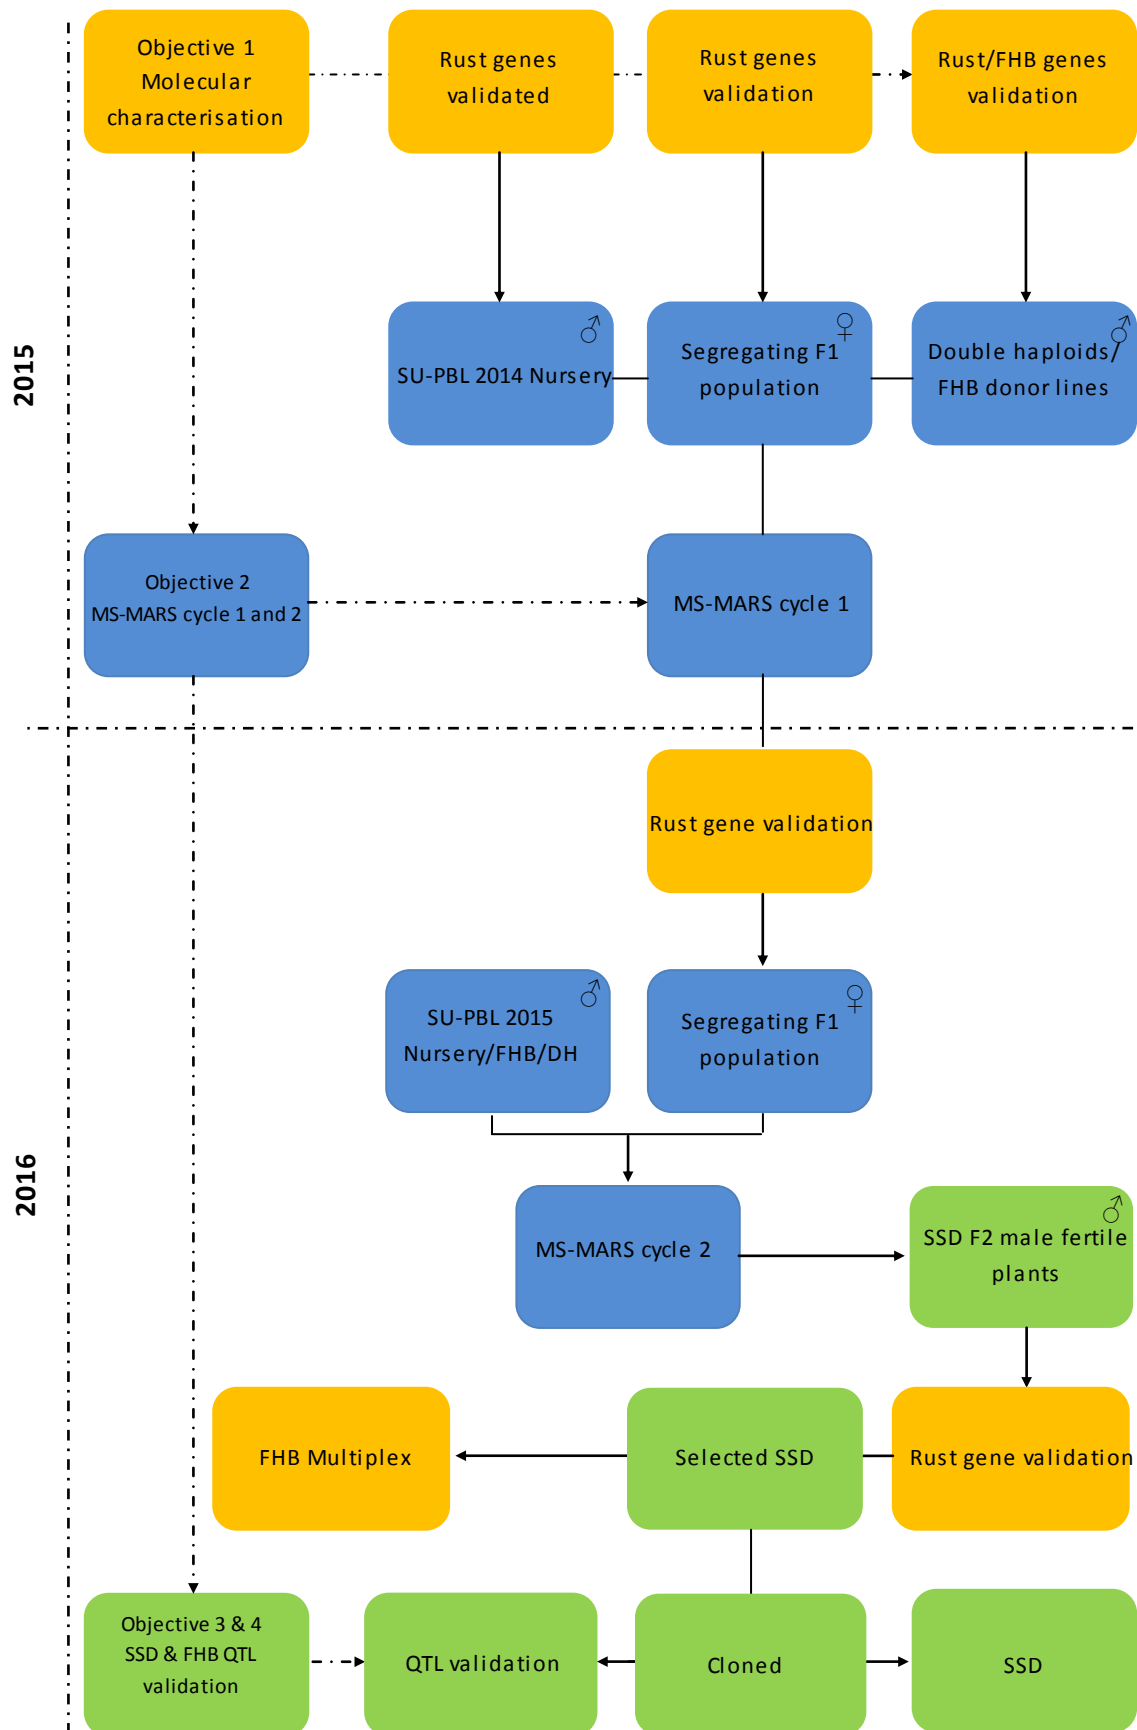 Objective 1
Molecular
characterisation
Rust genes
validated
Rust genes
validation
Rust/FHB genes
validation
2015
♂
SU-PBL 2014 Nursery
♀
Segregating F1
population
♂
Double haploids/
FHB donor lines
Objective 2
MS-MARS cycle 1 and 2
MS-MARS cycle 1
Rust gene validation
2016
♂
SU-PBL 2015
Nursery/FHB/DH
♀
Segregating F1
population
MS-MARS cycle 2
♂
SSD F2 male fertile
plants
FHB Multiplex
Selected SSD
Rust gene validation
Objective 3 & 4
SSD & FHB QTL
validation
QTL validation
Cloned
SSD